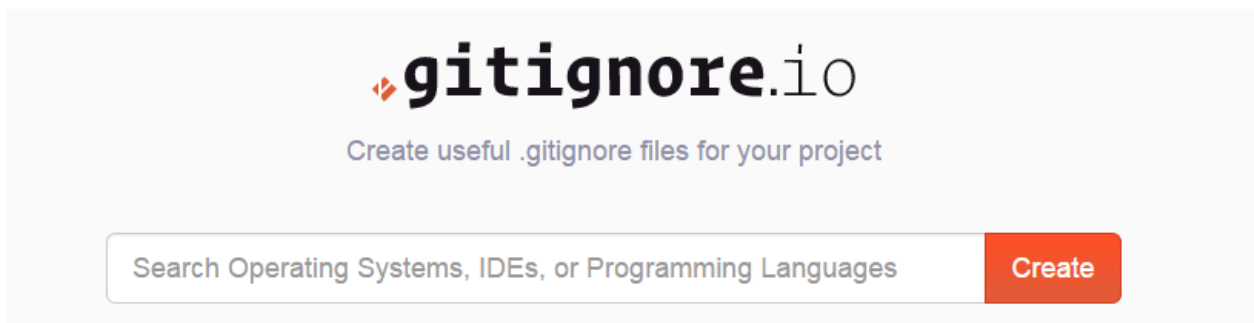 .gitignore.io
Create useful .gitignore files for your project
Search Operating Systems, IDEs, or Programming Languages Create